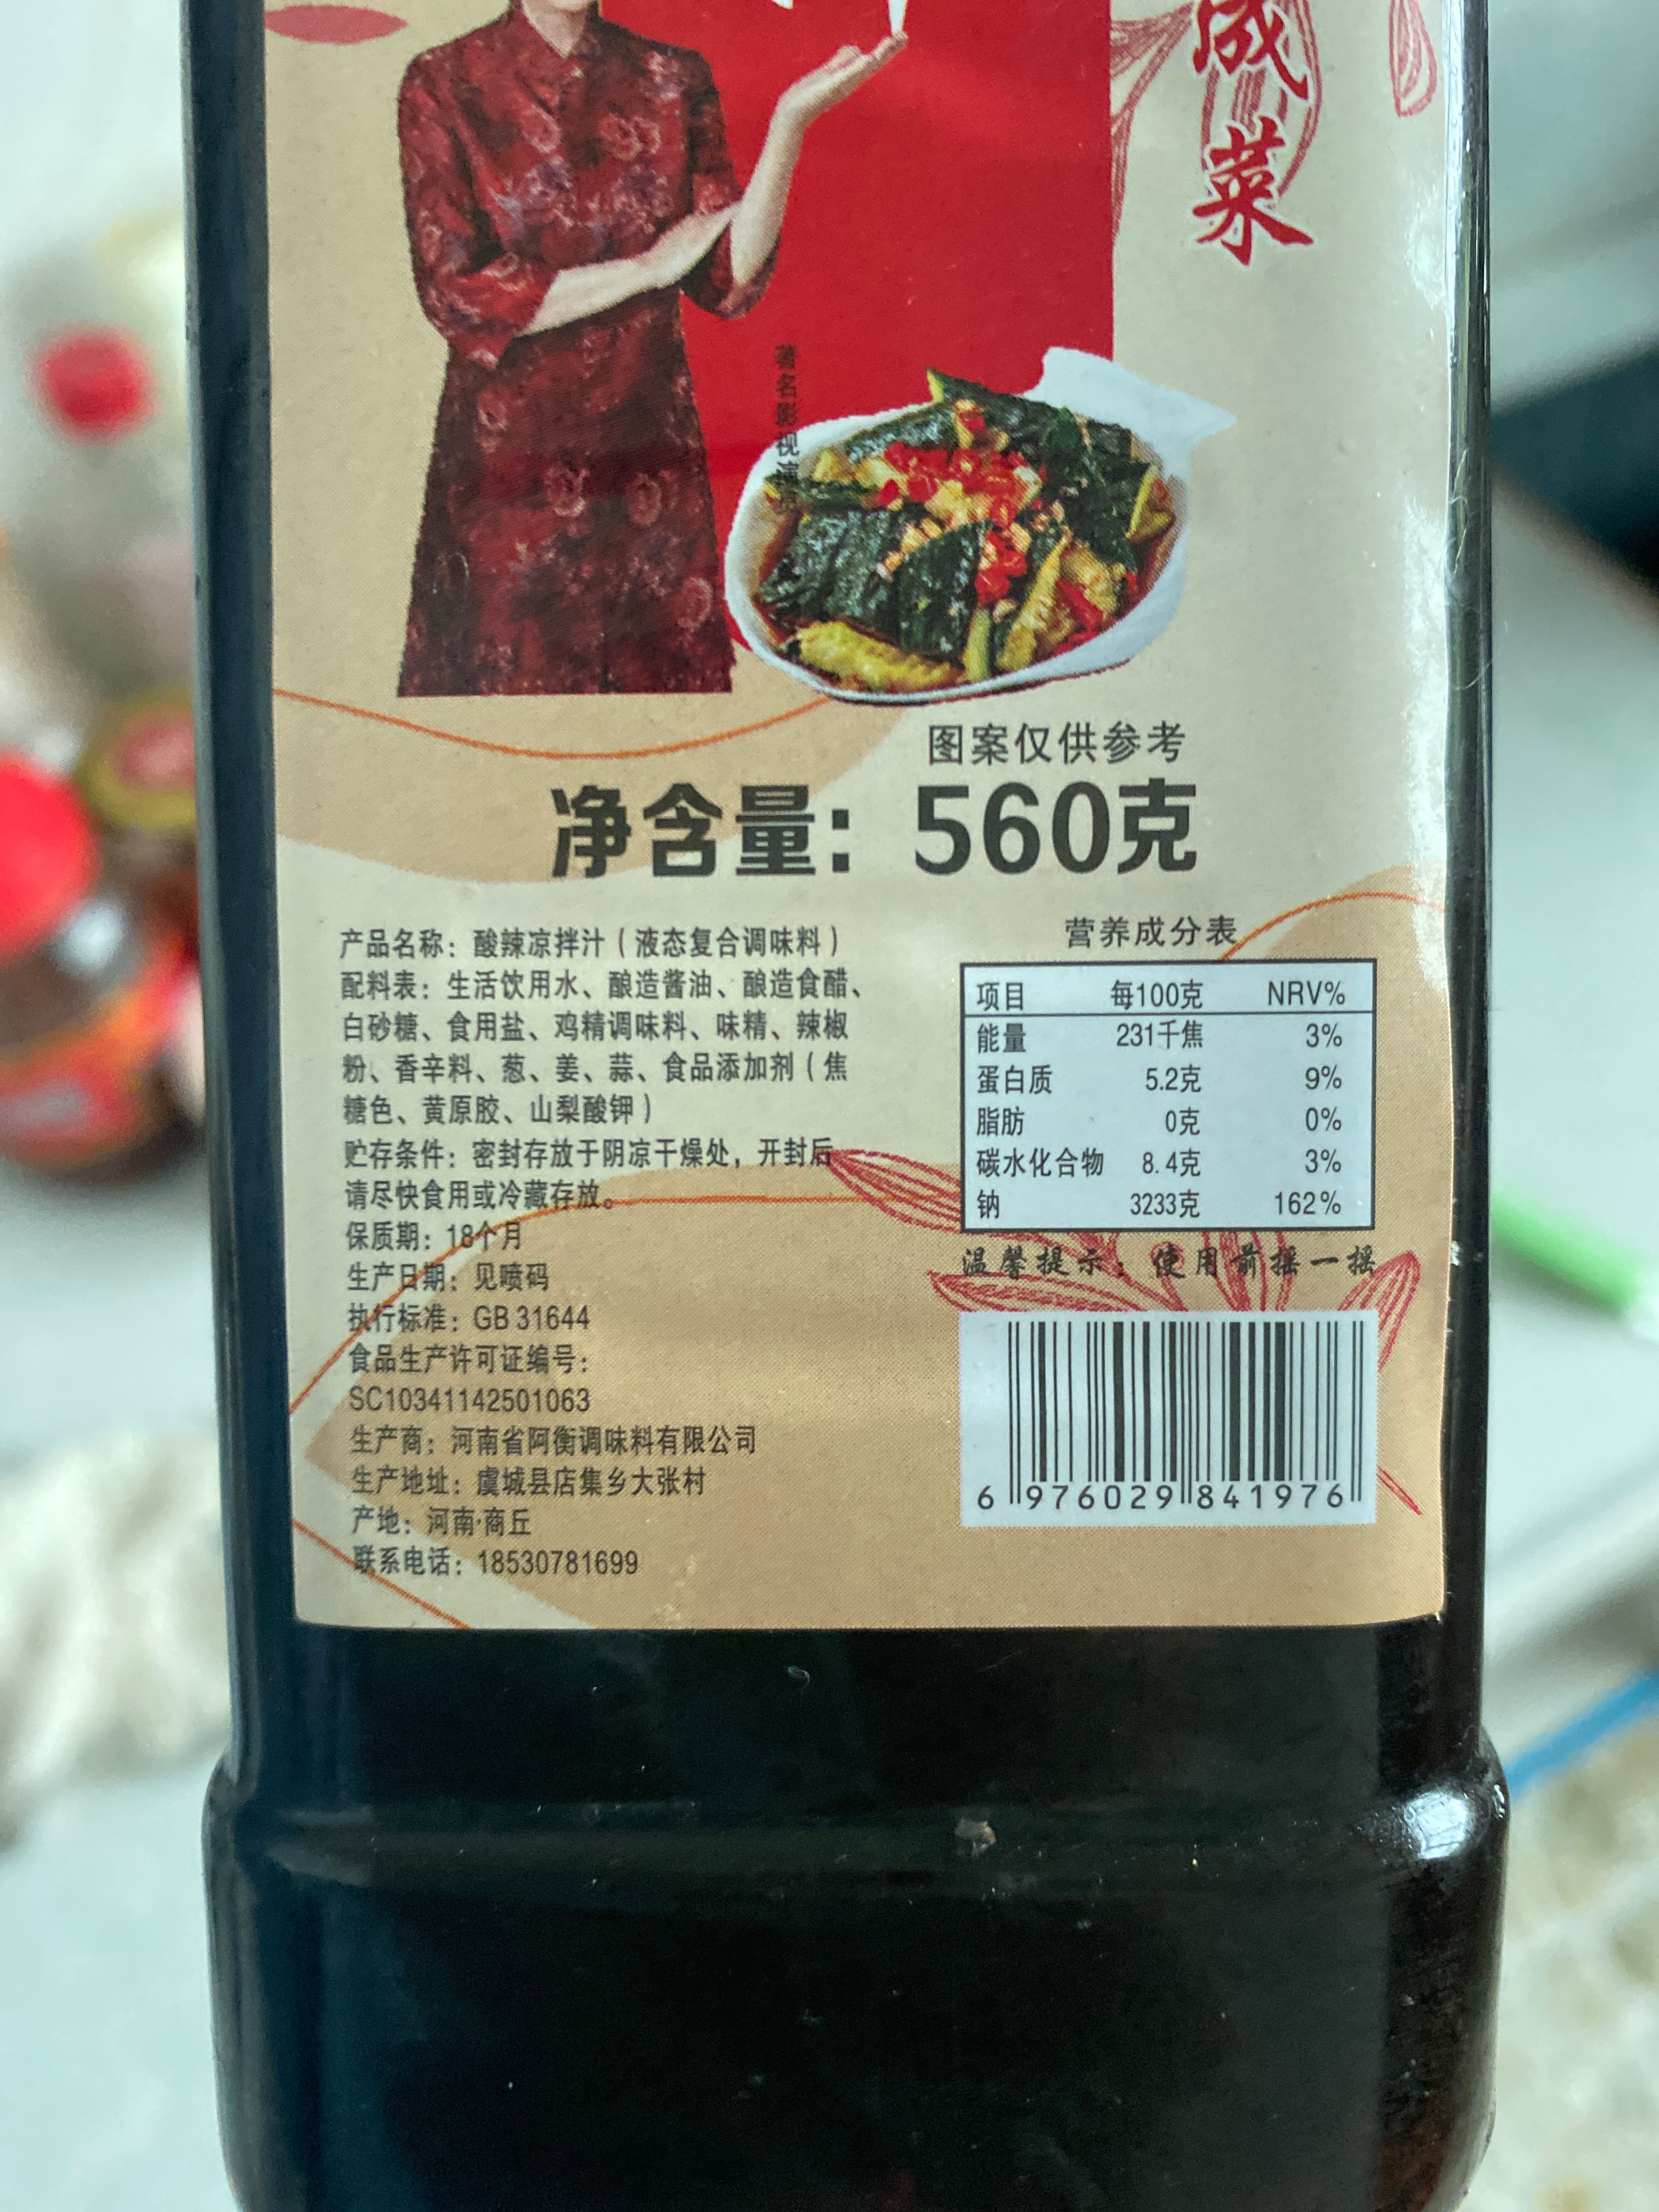 成
菜
图案仅供参考
净含量：560克
产品名称：酸辣凉拌汁（液态复合调味料）
配料表：生活饮用水、酿造酱油、酿造食醋、
白砂糖、食用盐、鸡精调味料、味精、辣椒
粉、香辛料、葱、姜、蒜、食品添加剂（焦
糖色、黄原胶、山梨酸钾）
贮存条件：密封存放于阴凉干燥处，开封后
请尽快食用或冷藏存放。
保质期：18个月
生产日期：见喷码
执行标准：GB 31644
食品生产许可证编号：
SC10341142501063
生产商：河南省阿衡调味料有限公司
生产地址：虞城县店集乡大张村
产地：河南·商丘
联系电话：18530781699
营养成分表
项目 每100克 NRV%
能量 231千焦 3%
蛋白质 5.2克 9%
脂肪 0克 0%
碳水化合物 8.4克 3%
钠 3233克 162%
温馨提示：使用前摇一摇
6 976029 841976